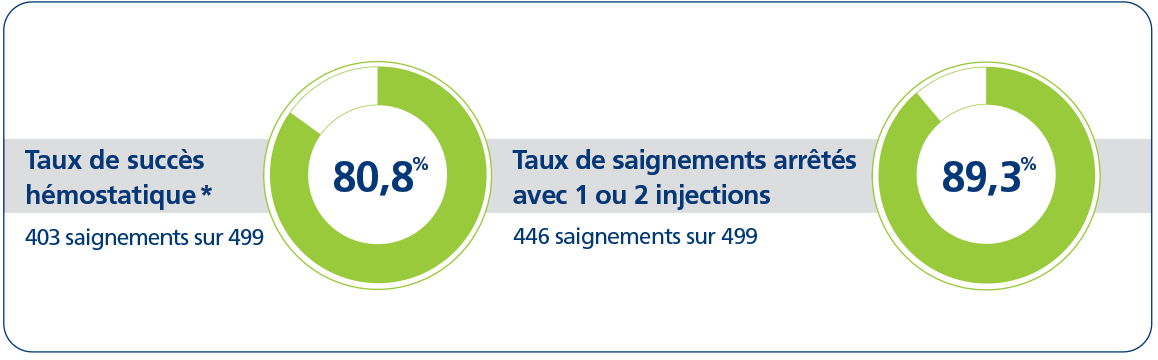 Taux de succès
hémostatique *
403 saignements sur 499
80,8%
Taux de saignements arrêtés
avec 1 ou 2 injections
446 saignements sur 499
89,3%